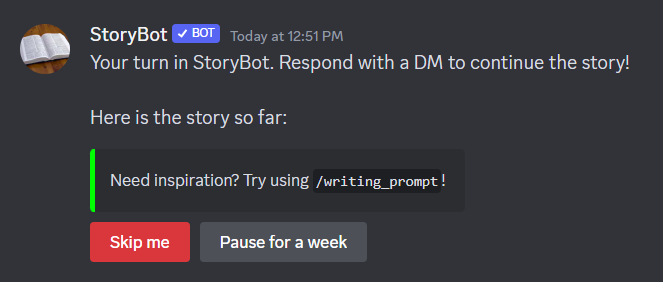 StoryBot ✓ BOT Today at 12:51 PM
Your turn in StoryBot. Respond with a DM to continue the story!
Here is the story so far:
Need inspiration? Try using /writing_prompt!
Skip me Pause for a week